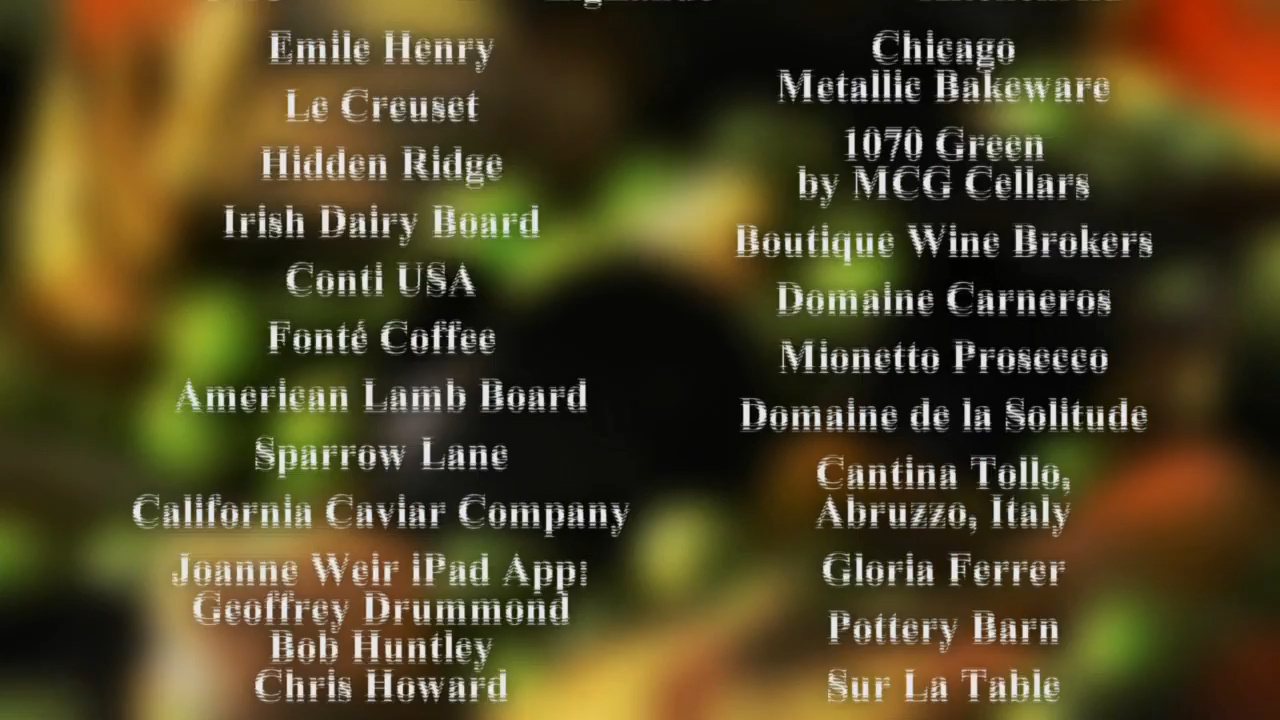 Emile Henry
Le Creuset
Hidden Ridge
Irish Dairy Board
Conti USA
Fonté Coffee
American Lamb Board
Sparrow Lane
California Caviar Company
Joanne Weir iPad App:
Geoffrey Drummond
Bob Huntley
Chris Howard
Chicago
Metallic Bakeware
1070 Green
by MCG Cellars
Boutique Wine Brokers
Domaine Carneros
Mionetto Prosecco
Domaine de la Solitude
Cantina Tollo,
Abruzzo, Italy
Gloria Ferrer
Pottery Barn
Sur La Table